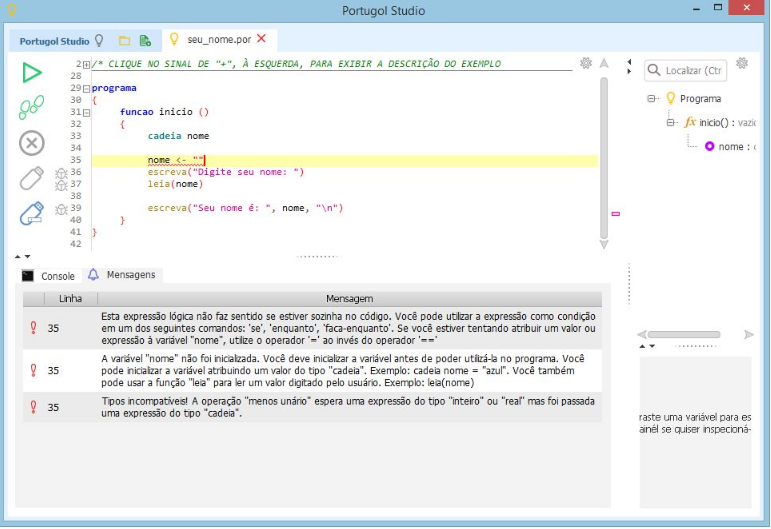 Portugol Studio
Portugol Studio
seu_nome.por
2 /* CLIQUE NO SINAL DE "+", À ESQUERDA, PARA EXIBIR A DESCRIÇÃO DO EXEMPLO
28
29 programa
30 {
31 funcao inicio ()
32 {
33 cadeia nome
34
35 nome <- ""
36 escreva("Digite seu nome: ")
37 leia(nome)
38
39 escreva("Seu nome é: ", nome, "\n")
40 }
41 }
42
Localizar (Ctr
Programa
fx inicio() : vazio
nome : c
Console
Mensagens
Linha Mensagem
35 Esta expressão lógica não faz sentido se estiver sozinha no código. Você pode utilizar a expressão como condição
em um dos seguintes comandos: 'se', 'enquanto', 'faca-enquanto'. Se você estiver tentando atribuir um valor ou
expressão à variável "nome", utilize o operador '=' ao invés do operador '=='
35 A variável "nome" não foi inicializada. Você deve inicializar a variável antes de poder utilizá-la no programa. Você
pode inicializar a variável atribuindo um valor do tipo "cadeia". Exemplo: cadeia nome = "azul". Você também
pode usar a função "leia" para ler um valor digitado pelo usuário. Exemplo: leia(nome)
35 Tipos incompatíveis! A operação "menos unário" espera uma expressão do tipo "inteiro" ou "real" mas foi passada
uma expressão do tipo "cadeia".
raste uma variável para es
ainél se quiser inspecioná-